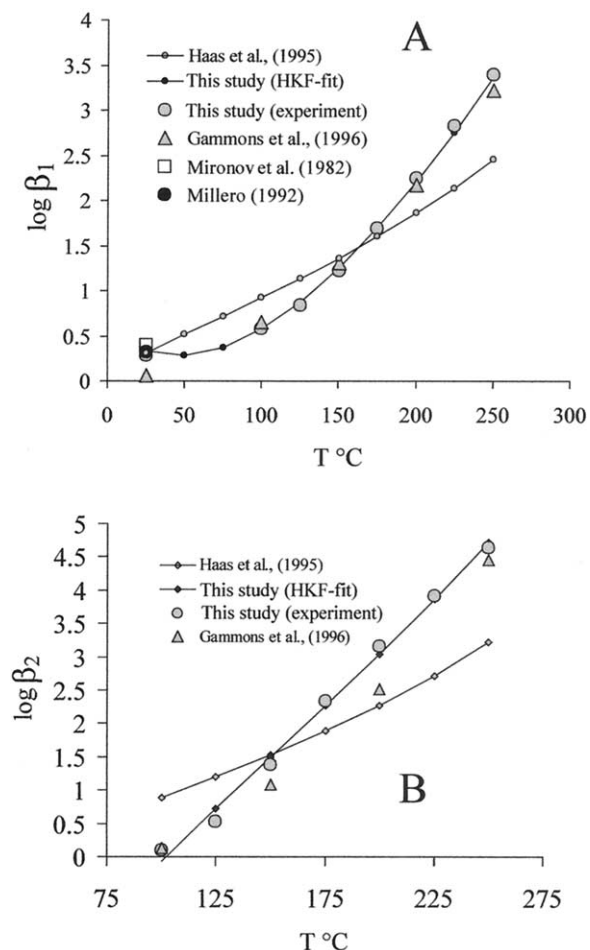 A
4
3.5
3
2.5
2
1.5
1
0.5
0
log β1
Haas et al., (1995)
This study (HKF-fit)
This study (experiment)
Gammons et al., (1996)
Mironov et al. (1982)
Millero (1992)
0 50 100 150 200 250 300
T °C
5
4.5
4
3.5
3
2.5
2
1.5
1
0.5
0
logβ2
Haas et al., (1995)
This study (HKF-fit)
This study (experiment)
Gammons et al., (1996)
B
75 125 175 225 275
T °C